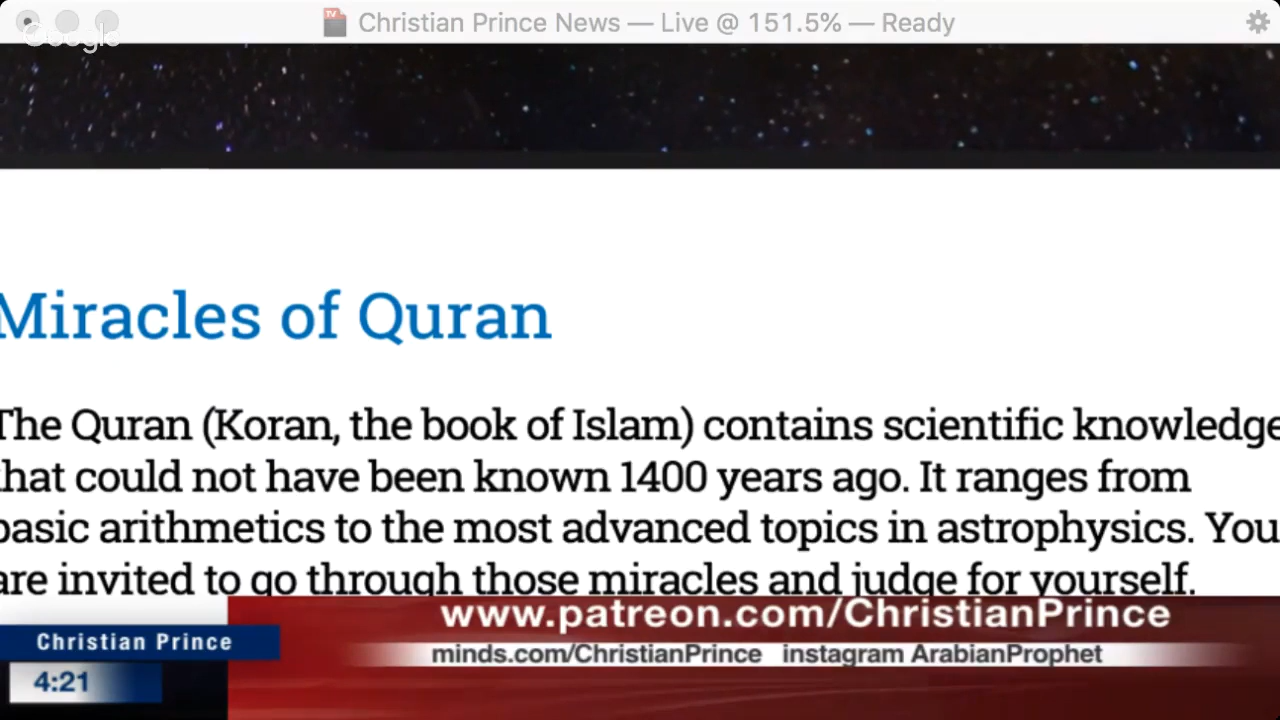 Christian Prince News — Live @ 151.5% — Ready
Google
Miracles of Quran
The Quran (Koran, the book of Islam) contains scientific knowledge
that could not have been known 1400 years ago. It ranges from
basic arithmetics to the most advanced topics in astrophysics. You
are invited to go through those miracles and judge for yourself.
www.patreon.com/ChristianPrince
Christian Prince
minds.com/ChristianPrince instagram ArabianProphet
4:21